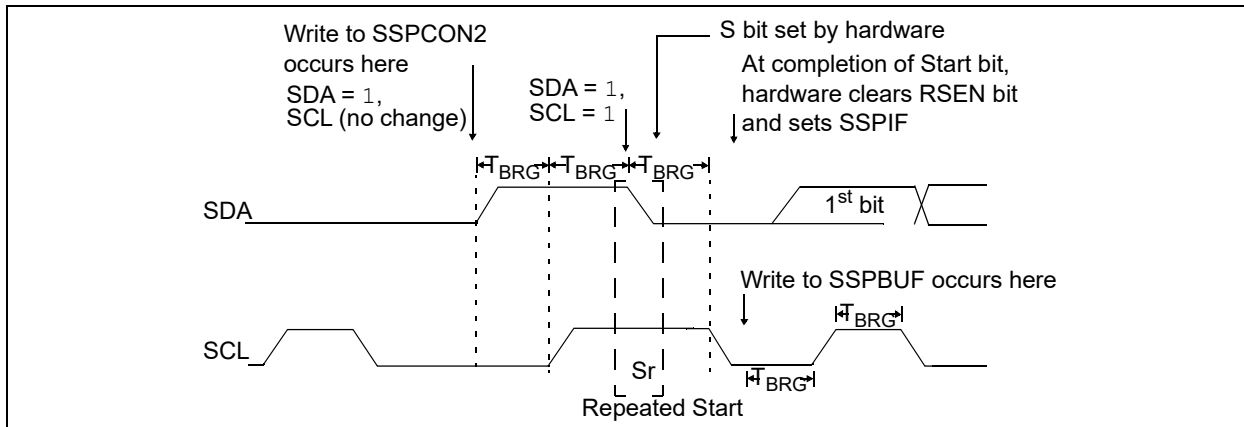 Write to SSPCON2
occurs here
SDA = 1,
SCL (no change)
SDA = 1,
SCL = 1
S bit set by hardware
At completion of Start bit,
hardware clears RSEN bit
and sets SSPIF
TBRG TBRG TBRG
SDA
1st bit
Write to SSPBUF occurs here
TBRG
SCL
Sr
TBRG
Repeated Start